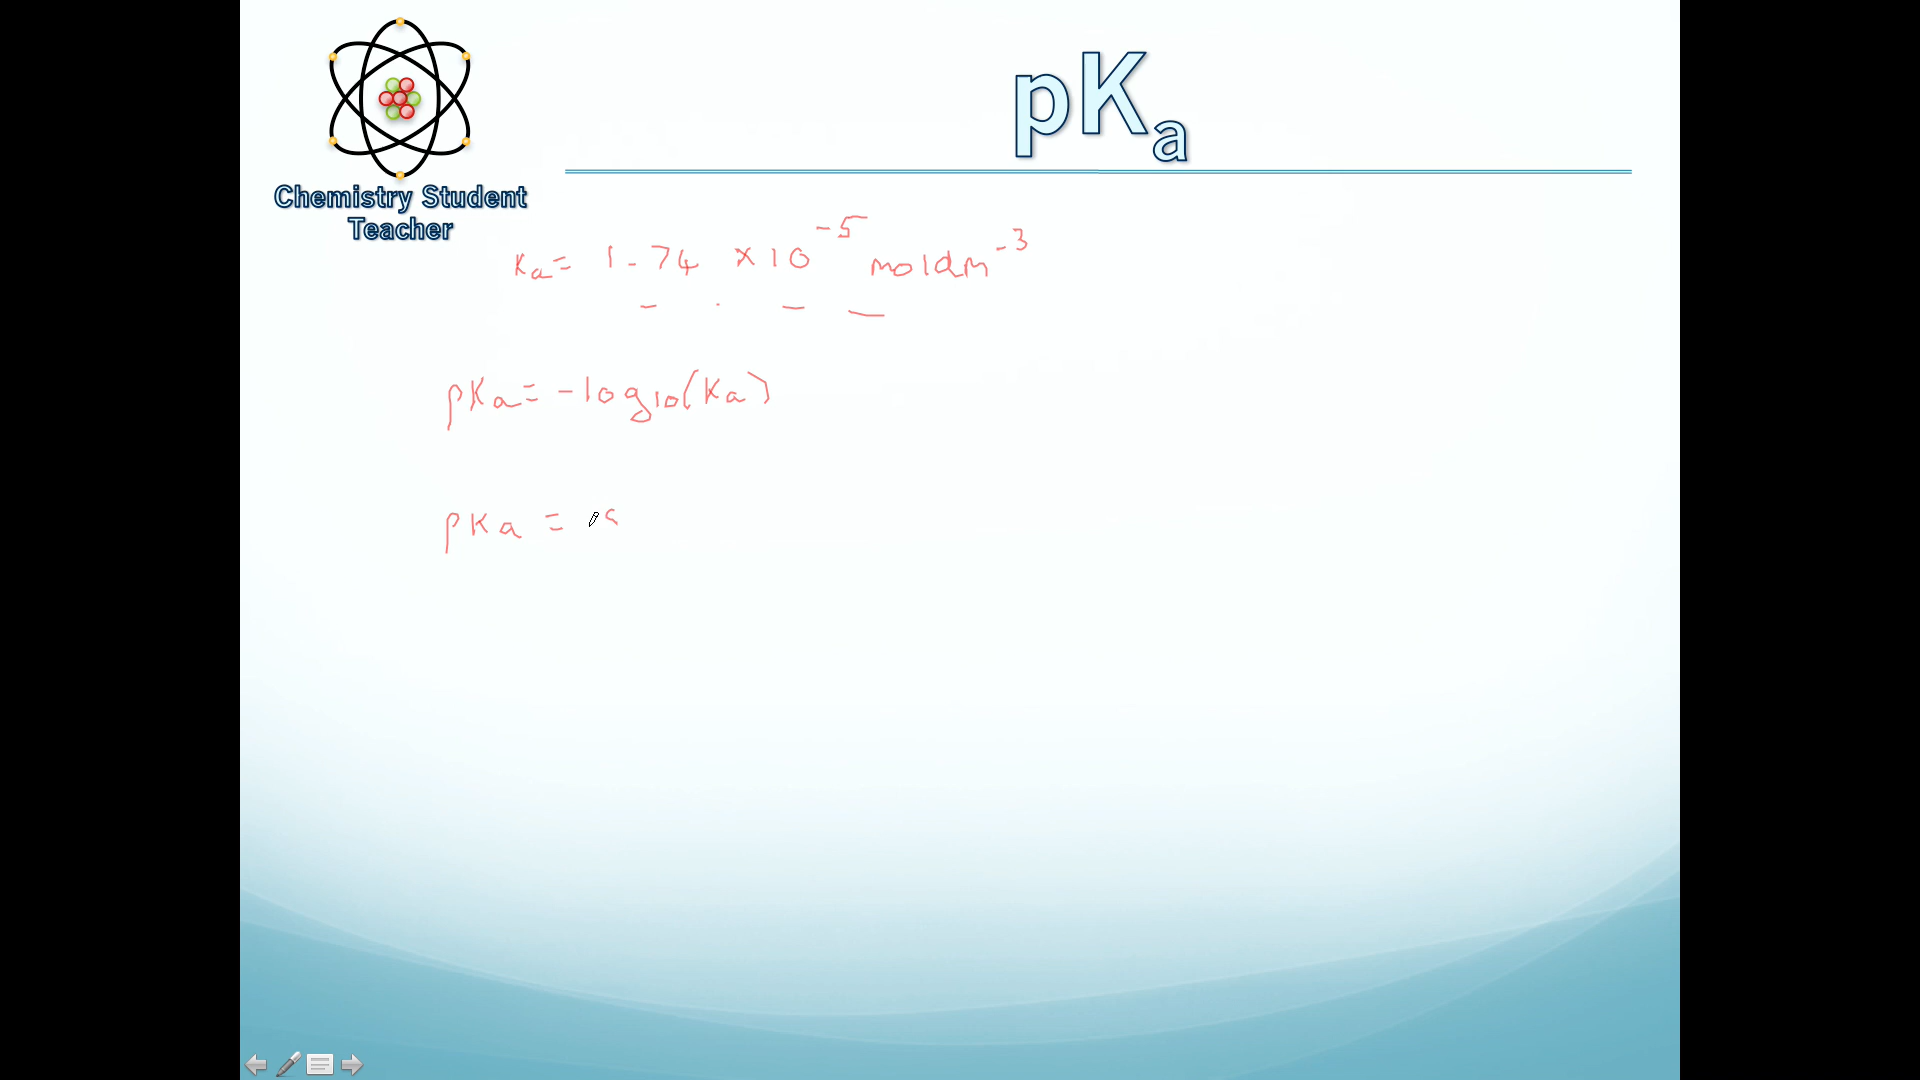 pKa
Chemistry Student
Teacher
Ka = 1.74 × 10⁻⁵ moldm⁻³
pKa = -log₁₀(Ka)
pKa =